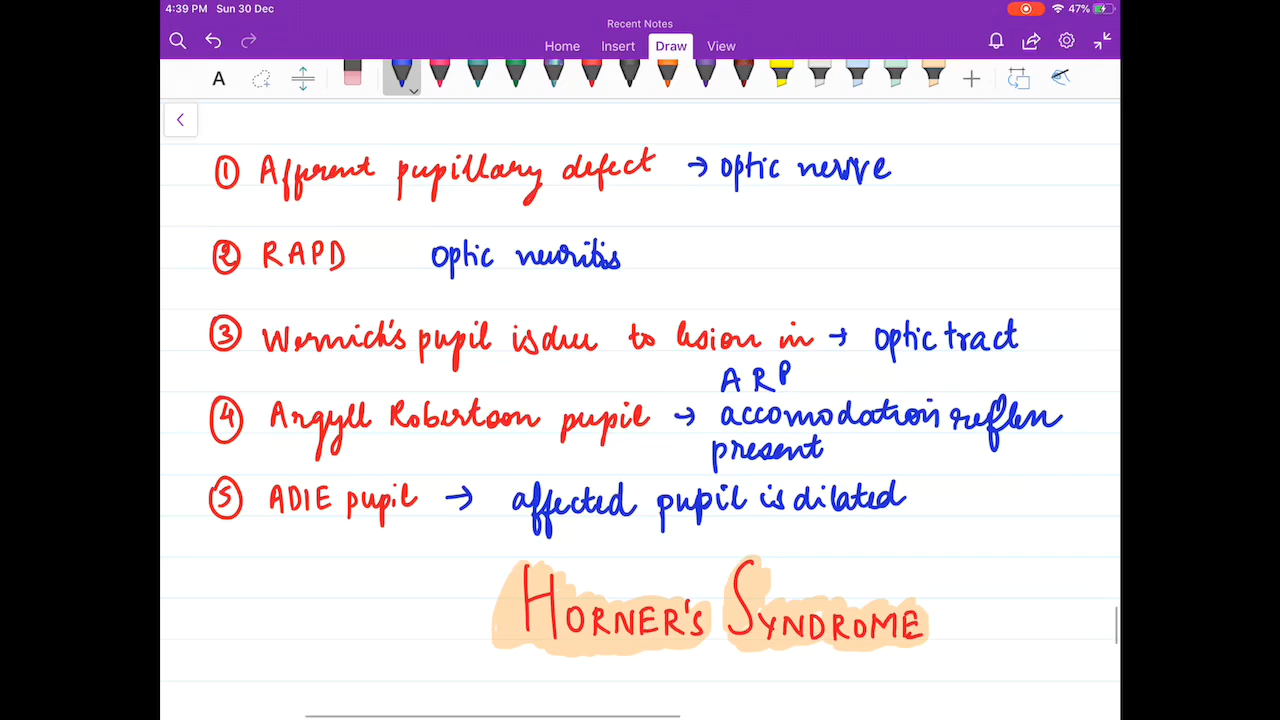 4:39 PM Sun 30 Dec
47%
Recent Notes
Home Insert Draw View
A
① Afferent pupillary defect → optic nerve
② RAPD optic neuritis
③ Wernick's pupil is due to lesion in → optic tract
ARP
④ Argyll Robertson pupil → accomodation reflex
present
⑤ ADIE pupil → affected pupil is dilated
HORNER'S SYNDROME